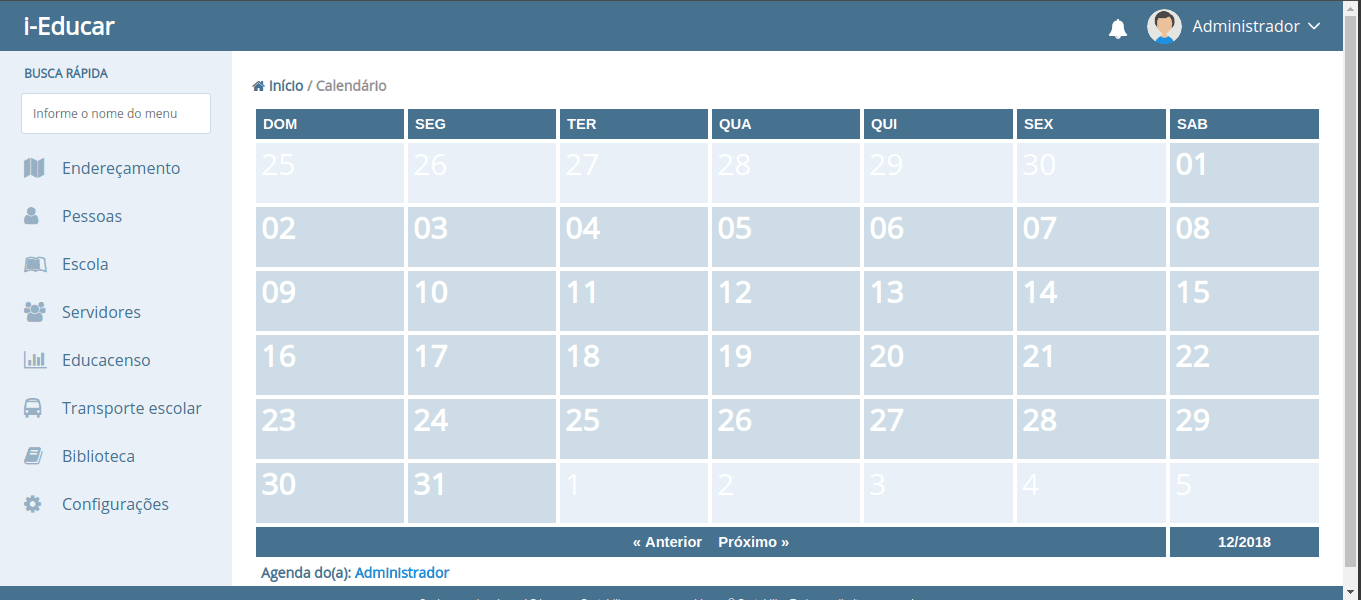 i-Educar
Administrador
BUSCA RÁPIDA
Informe o nome do menu
Endereçamento
Pessoas
Escola
Servidores
Educacenso
Transporte escolar
Biblioteca
Configurações
Início / Calendário
DOM SEG TER QUA QUI SEX SAB
25 26 27 28 29 30 01
02 03 04 05 06 07 08
09 10 11 12 13 14 15
16 17 18 19 20 21 22
23 24 25 26 27 28 29
30 31 1 2 3 4 5
« Anterior Próximo » 12/2018
Agenda do(a): Administrador